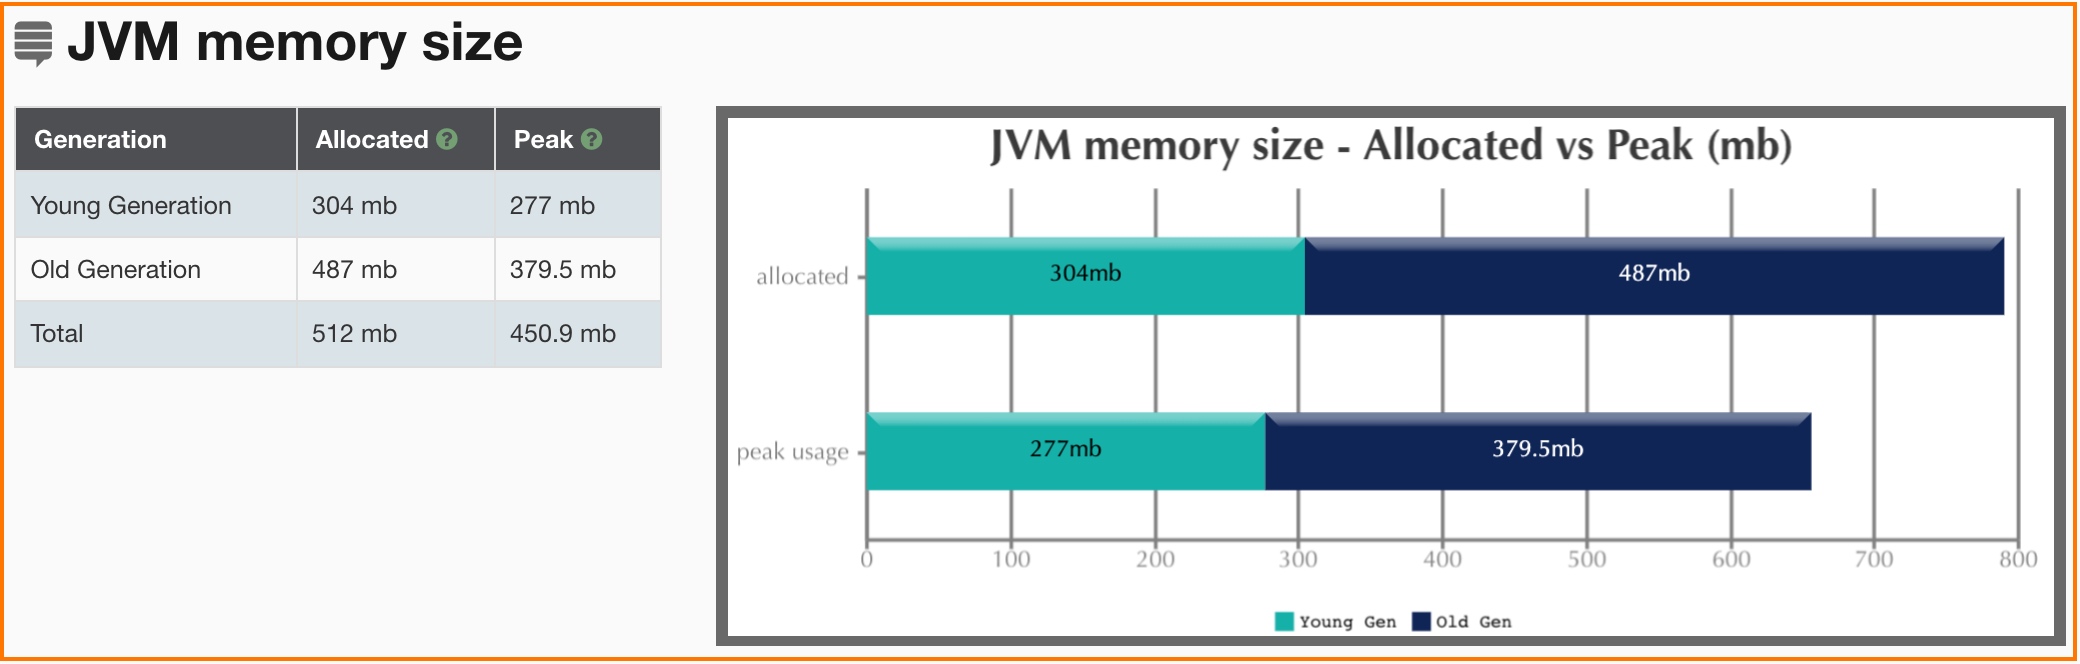 JVM memory size
Generation Allocated ? Peak ?
Young Generation 304 mb 277 mb
Old Generation 487 mb 379.5 mb
Total 512 mb 450.9 mb
JVM memory size - Allocated vs Peak (mb)
allocated 304mb 487mb
peak usage 277mb 379.5mb
0 100 200 300 400 500 600 700 800
Young Gen Old Gen